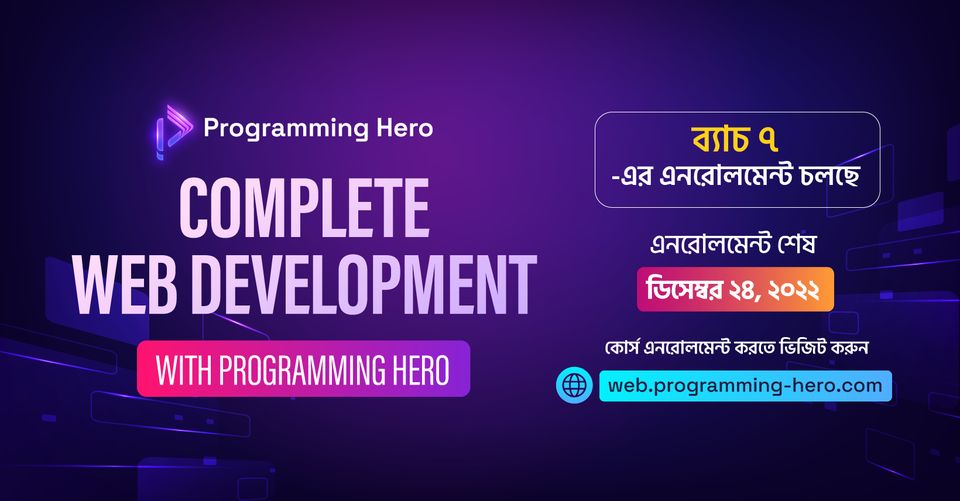 Programming Hero
COMPLETE
WEB DEVELOPMENT
WITH PROGRAMMING HERO
ব্যাচ ৭
-এর এনরোলমেন্ট চলছে
এনরোলমেন্ট শেষ
ডিসেম্বর ২৪, ২০২২
কোর্স এনরোলমেন্ট করতে ভিজিট করুন
web.programming-hero.com